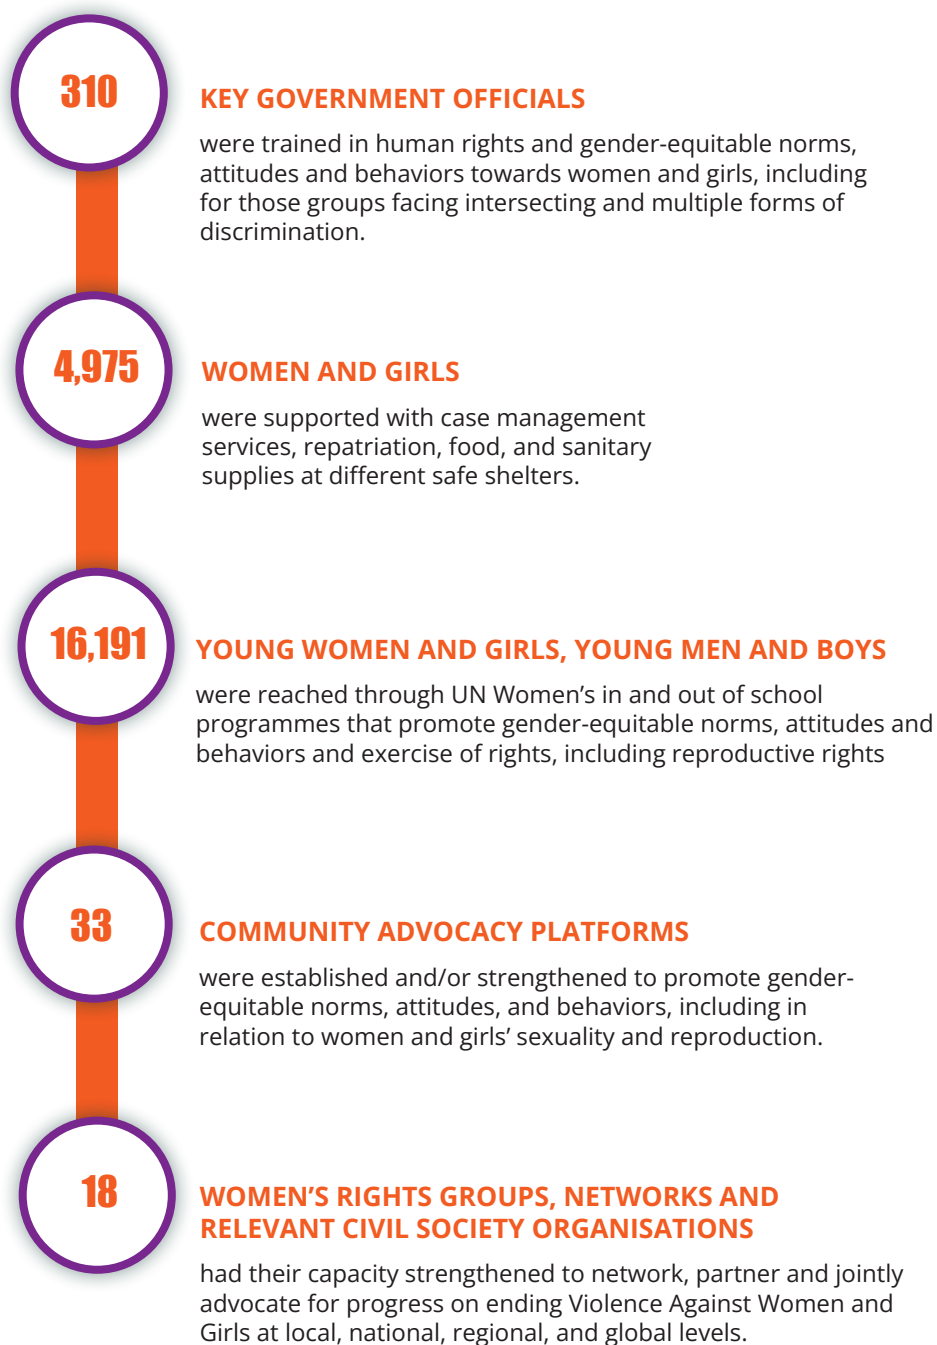 310
KEY GOVERNMENT OFFICIALS
were trained in human rights and gender-equitable norms,
attitudes and behaviors towards women and girls, including
for those groups facing intersecting and multiple forms of
discrimination.
4,975
WOMEN AND GIRLS
were supported with case management
services, repatriation, food, and sanitary
supplies at different safe shelters.
16,191
YOUNG WOMEN AND GIRLS, YOUNG MEN AND BOYS
were reached through UN Women’s in and out of school
programmes that promote gender-equitable norms, attitudes and
behaviors and exercise of rights, including reproductive rights
33
COMMUNITY ADVOCACY PLATFORMS
were established and/or strengthened to promote gender-
equitable norms, attitudes, and behaviors, including in
relation to women and girls’ sexuality and reproduction.
18
WOMEN’S RIGHTS GROUPS, NETWORKS AND
RELEVANT CIVIL SOCIETY ORGANISATIONS
had their capacity strengthened to network, partner and jointly
advocate for progress on ending Violence Against Women and
Girls at local, national, regional, and global levels.